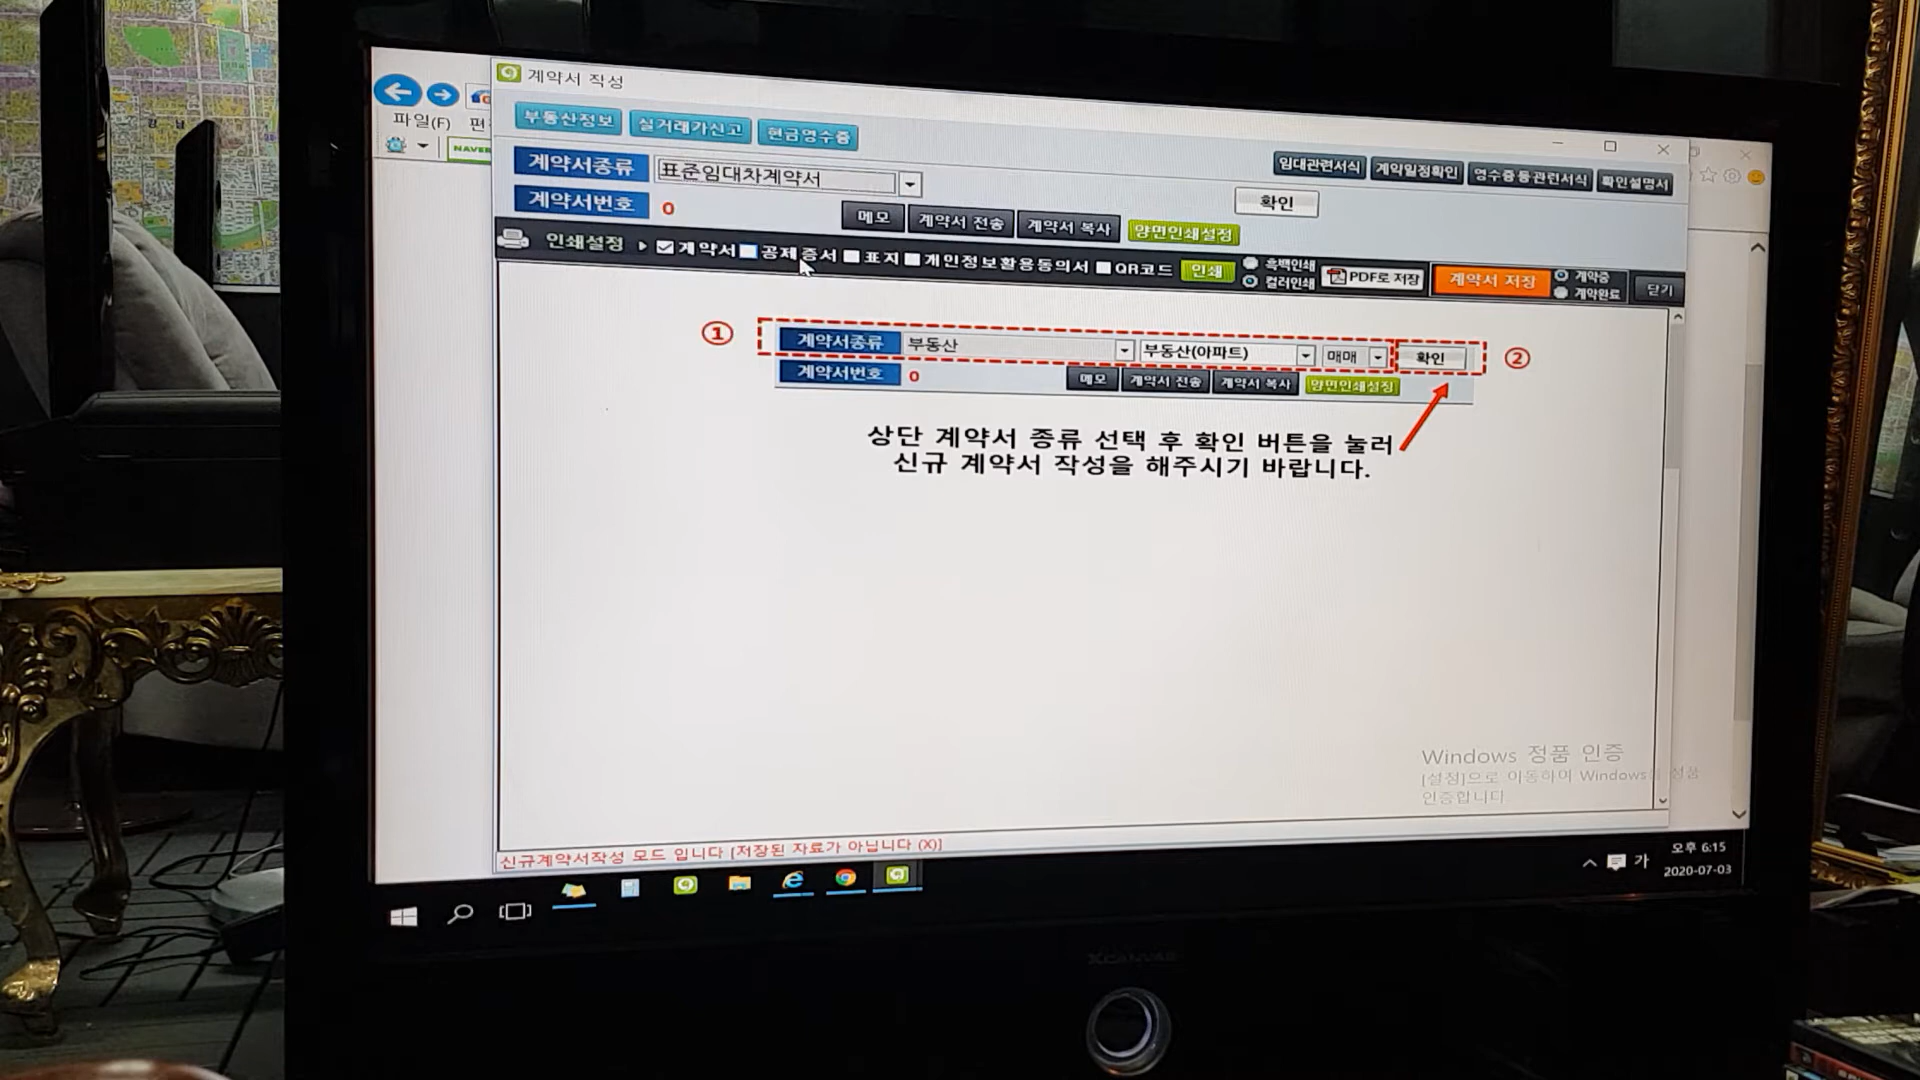 계약서 작성
파일(F) 편
NAVER
부동산정보 실거래가신고 현금영수증
계약서종류 표준임대차계약서
임대관련서식 계약일정확인 영수증등관련서식 확인설명서
계약서번호 0
확인
메모 계약서 전송 계약서 복사 양면인쇄설정
인쇄설정 계약서 공제증서 표지 개인정보활용동의서 QR코드 인쇄 흑백인쇄 컬러인쇄 PDF로 저장 계약서 저장 계약중 계약완료 닫기
① 계약서종류 부동산 부동산(아파트) 매매 확인 ②
계약서번호 0 메모 계약서 전송 계약서 복사 양면인쇄설정
상단 계약서 종류 선택 후 확인 버튼을 눌러
신규 계약서 작성을 해주시기 바랍니다.
Windows 정품 인증
[설정]으로 이동하여 Windows를 정품
인증합니다.
신규계약서작성 모드 입니다 [저장된 자료가 아닙니다 (X)]
가
오후 6:15
2020-07-03
XCANVAS